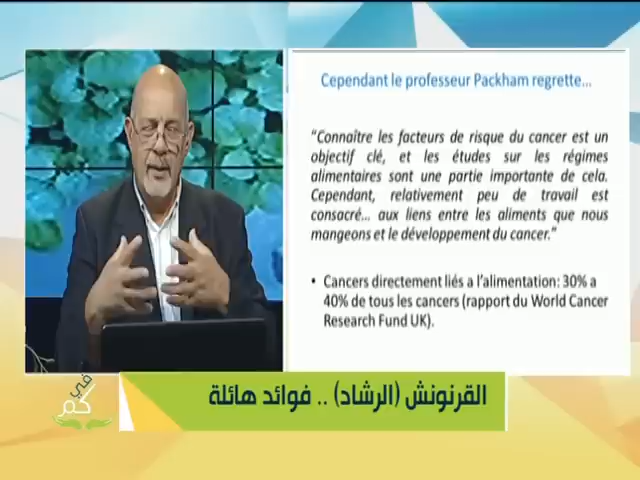 Cependant le professeur Packham regrette...
“Connaître les facteurs de risque du cancer est un
objectif clé, et les études sur les régimes
alimentaires sont une partie importante de cela.
Cependant, relativement peu de travail est
consacré... aux liens entre les aliments que nous
mangeons et le développement du cancer.”
• Cancers directement liés a l’alimentation: 30% a
40% de tous les cancers (rapport du World Cancer
Research Fund UK).
في
كم
القرنونش (الرشاد) .. فوائد هائلة